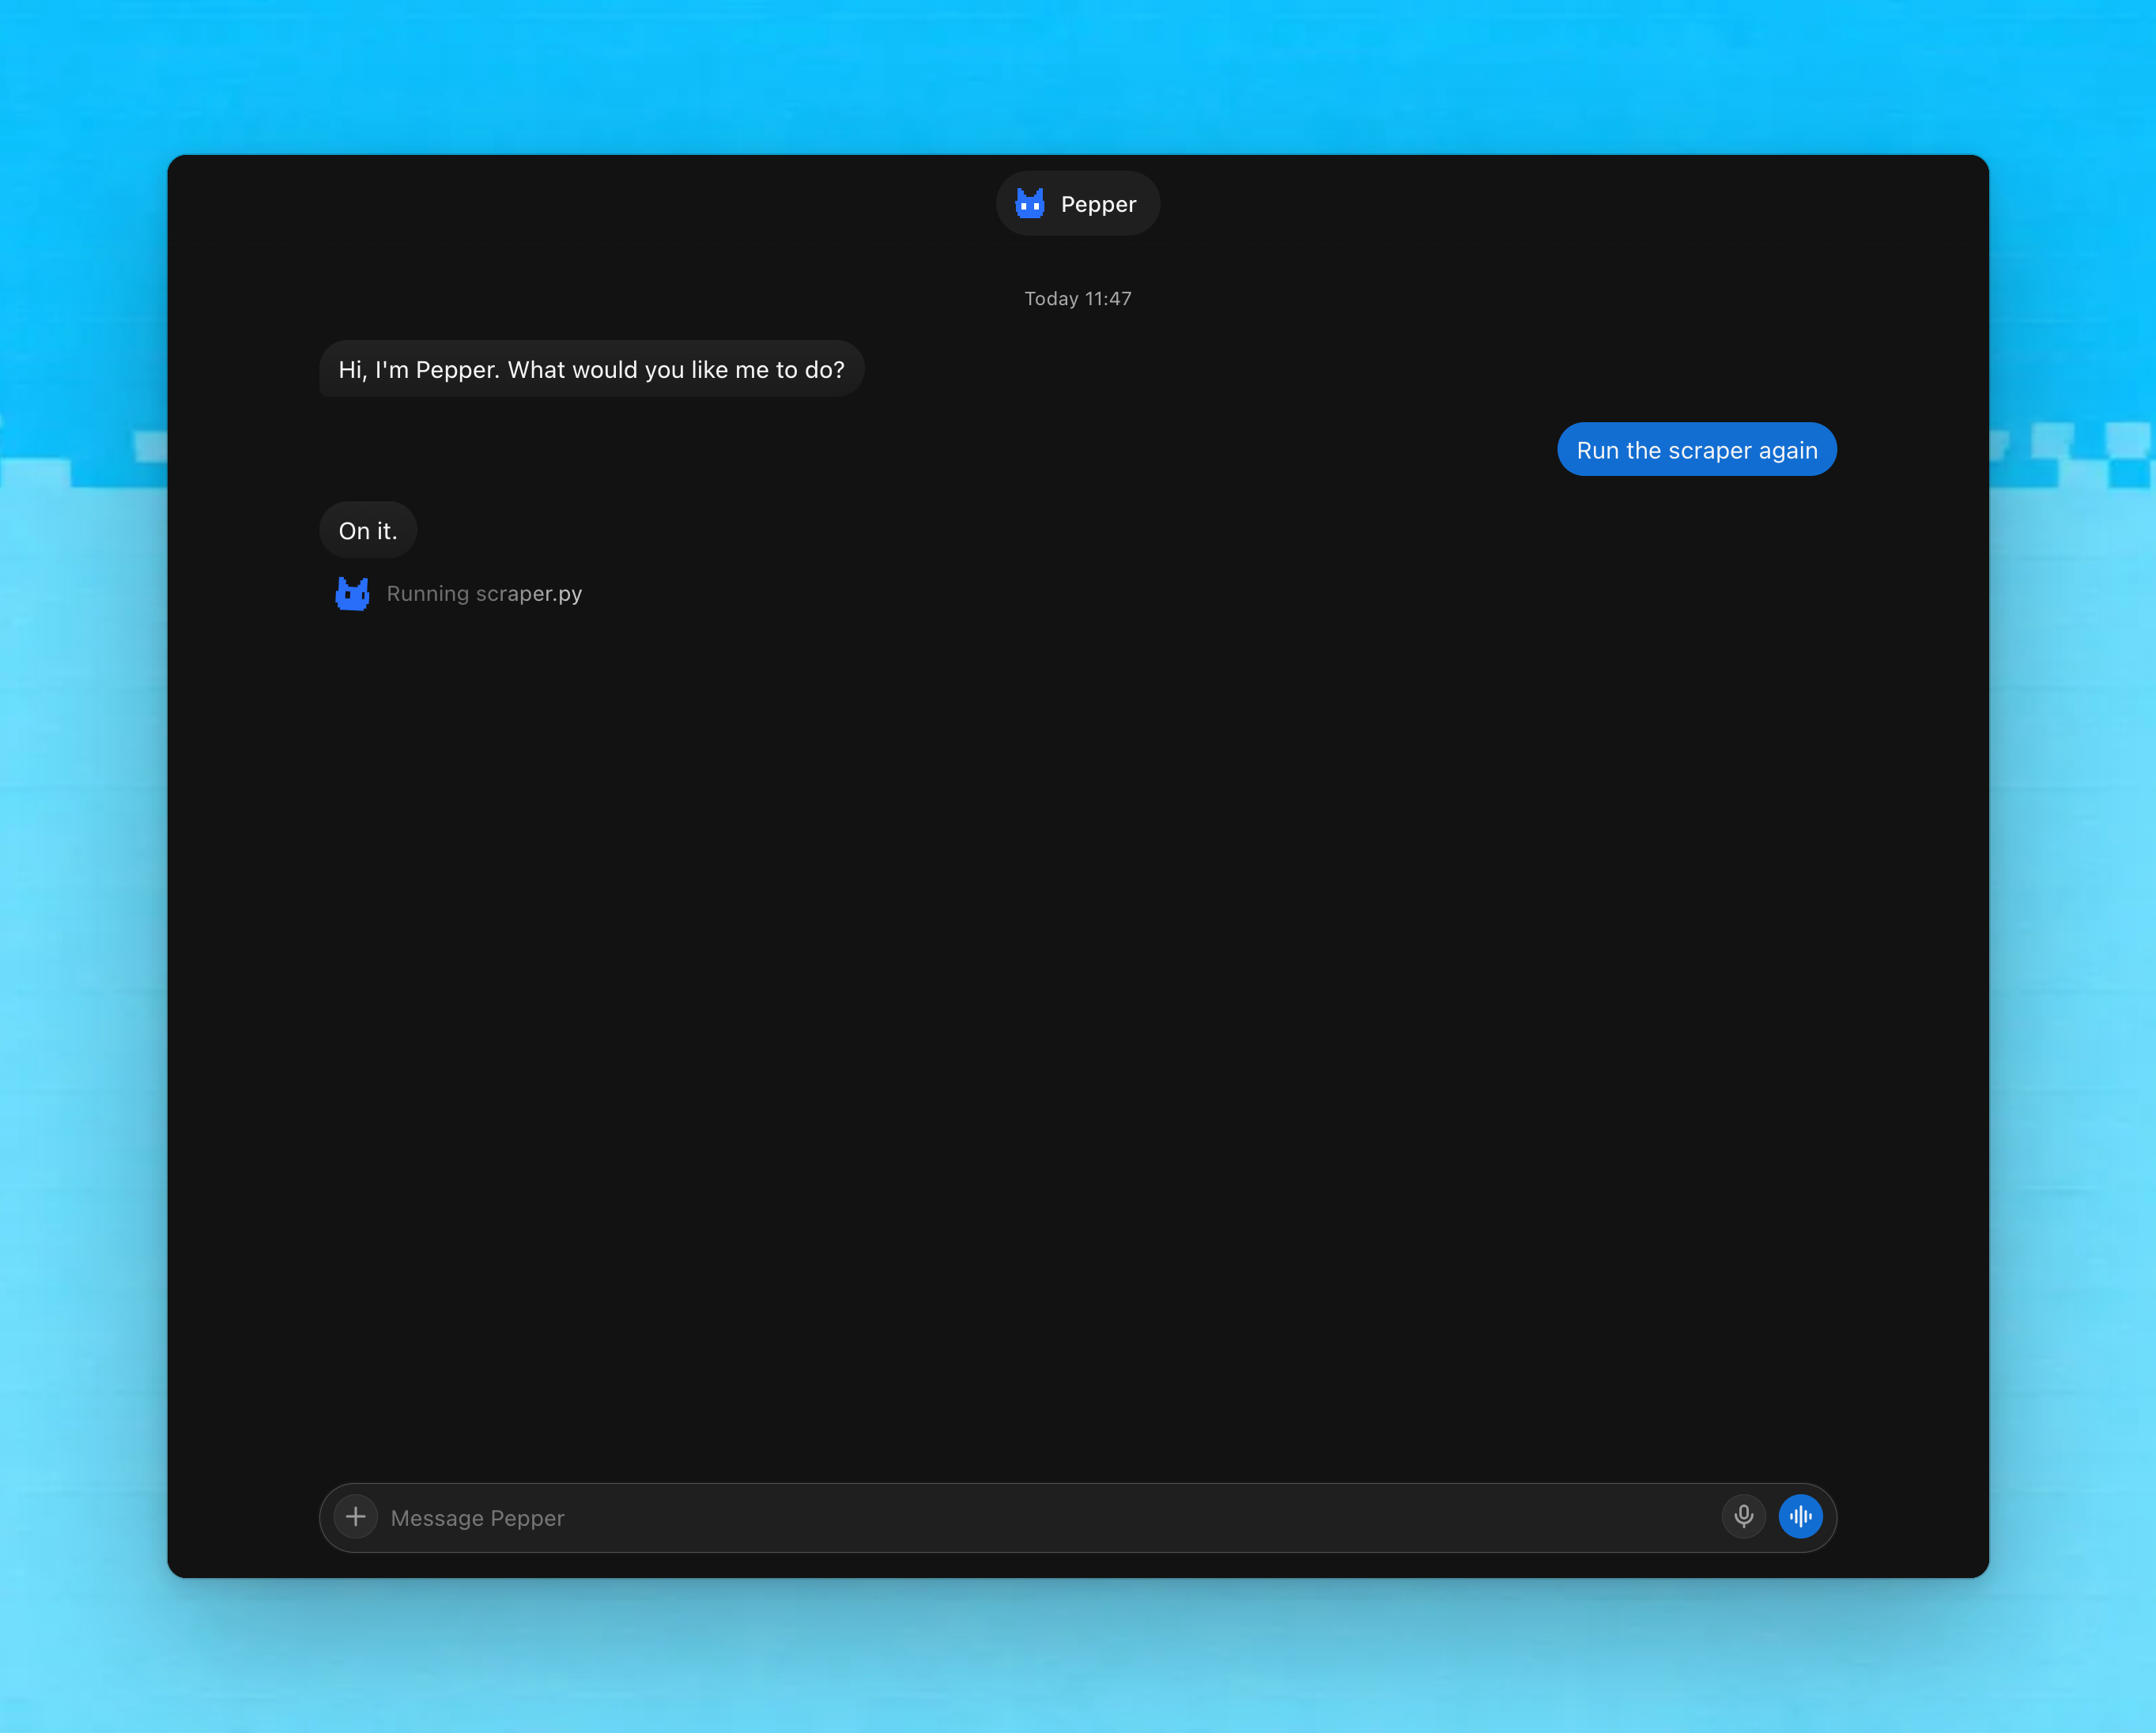 Pepper
Today 11:47
Hi, I'm Pepper. What would you like me to do?
Run the scraper again
On it.
Running scraper.py
Message Pepper